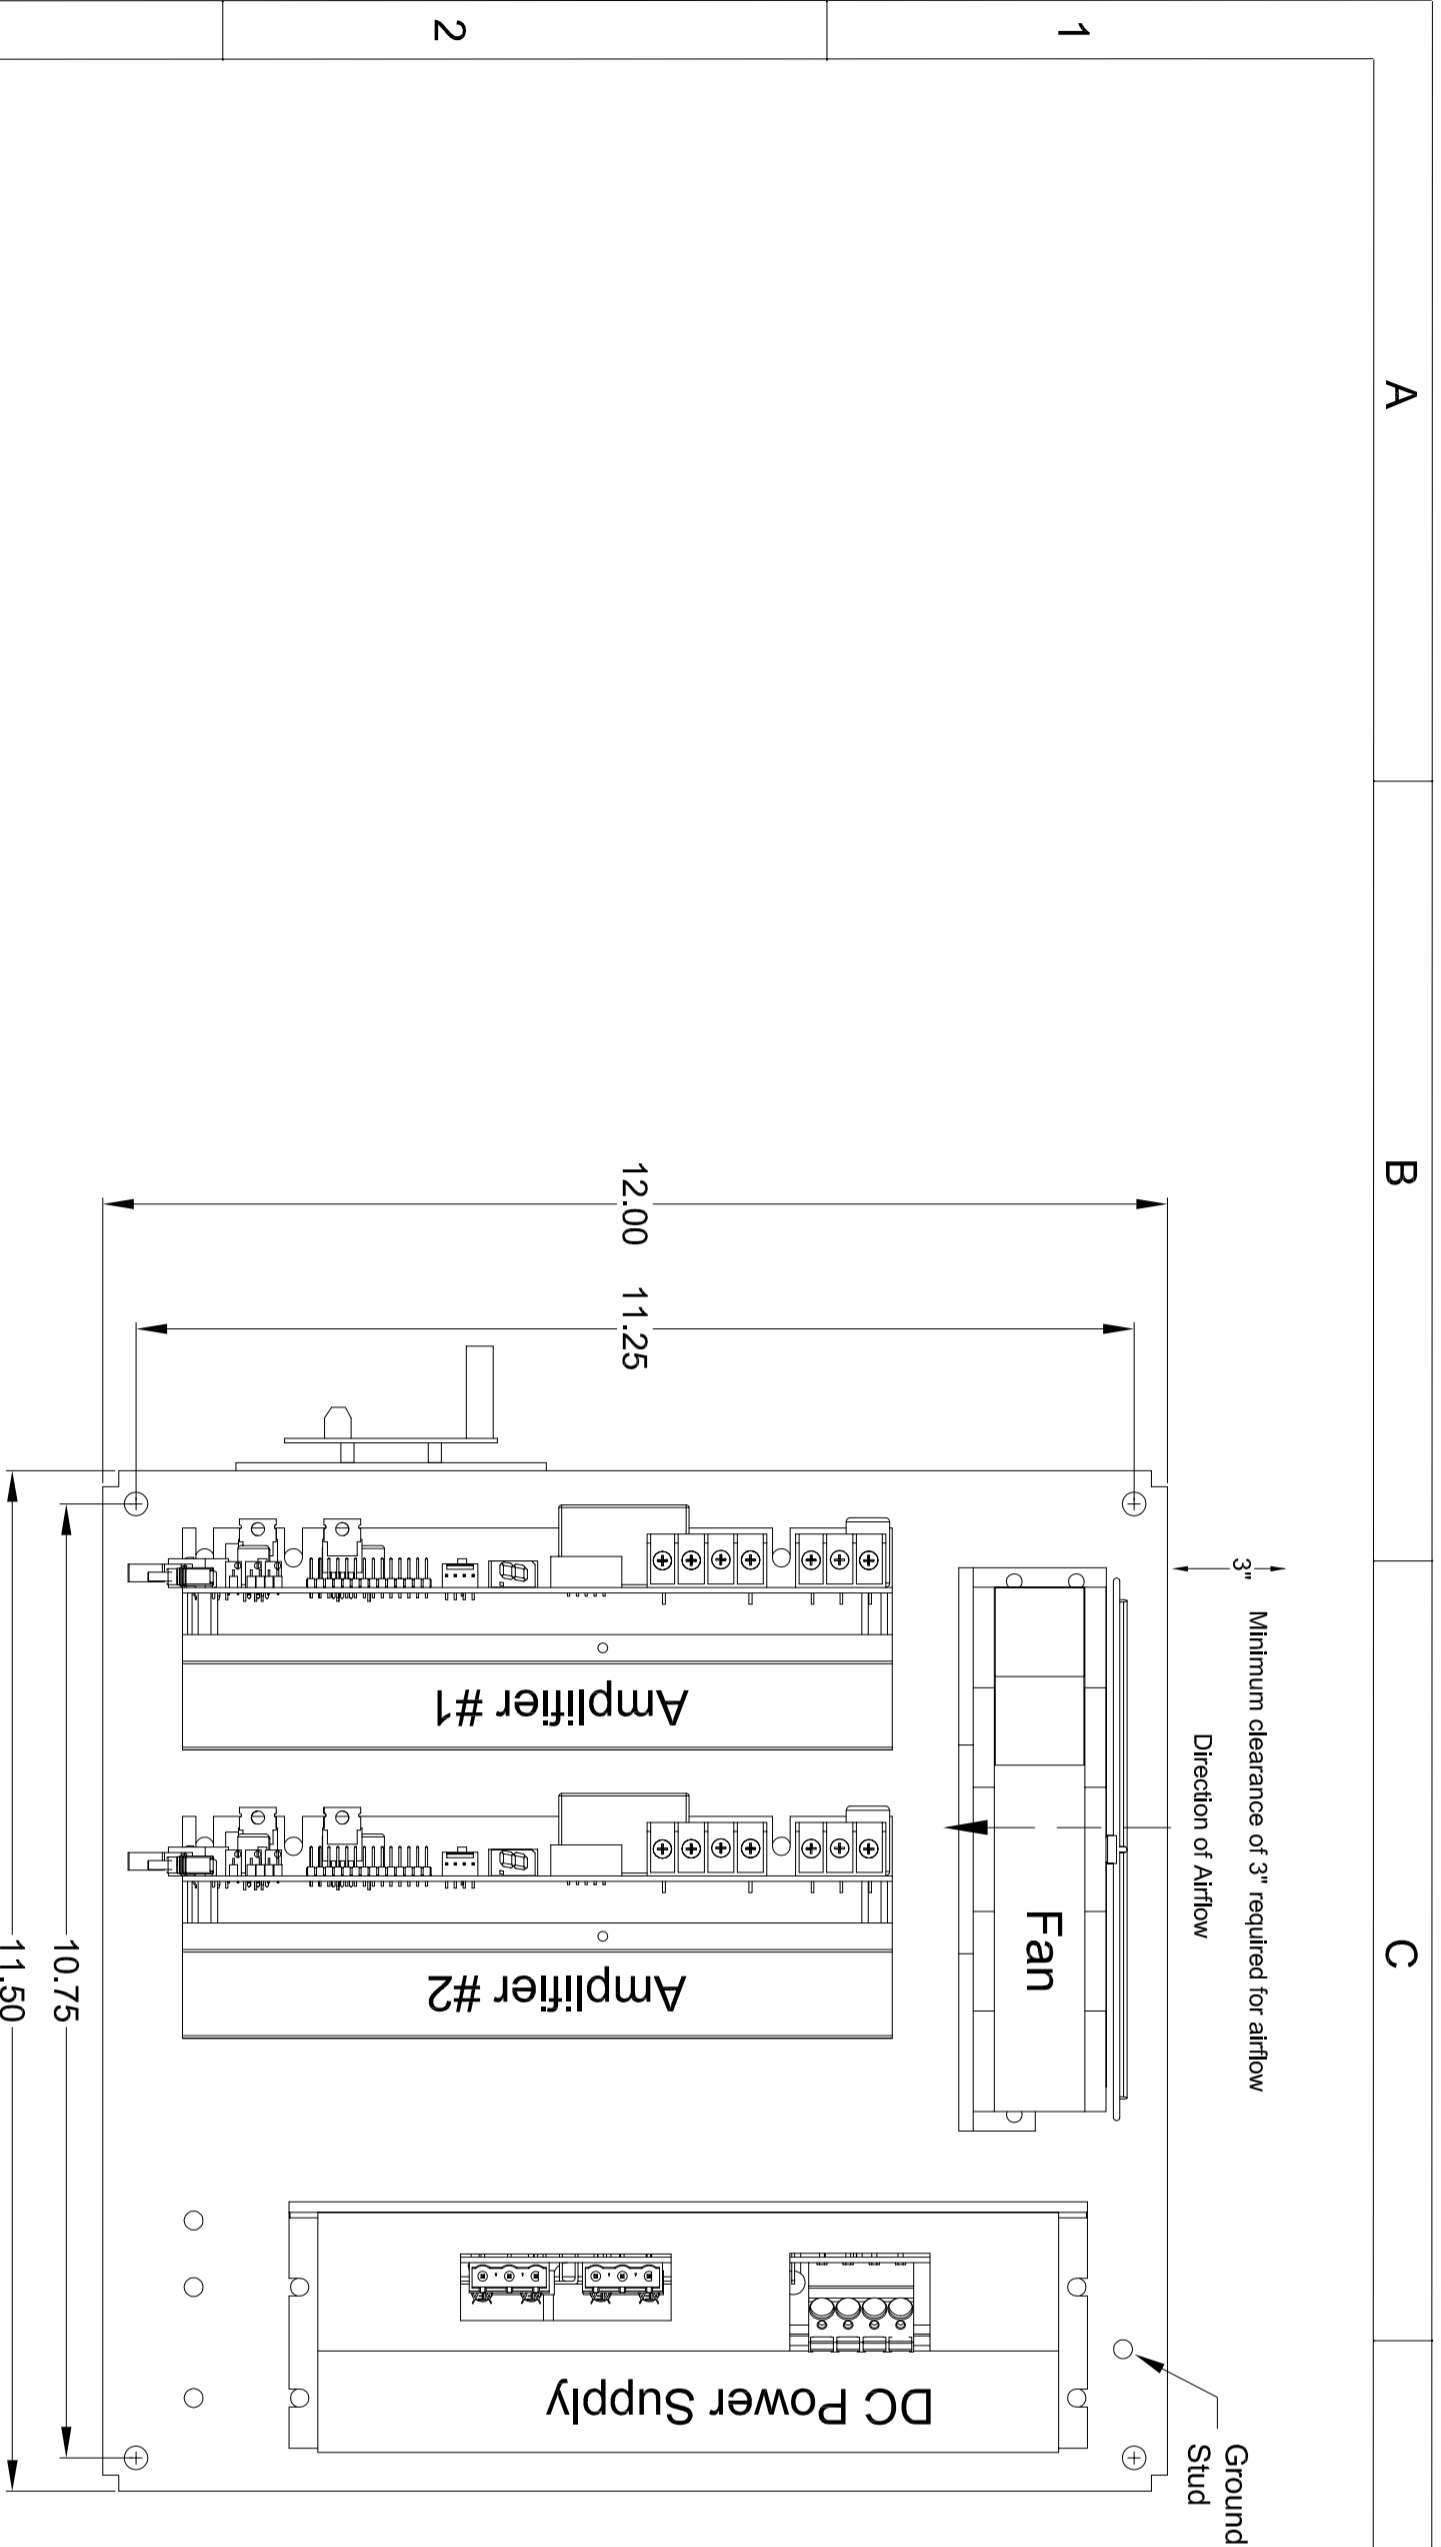 A
B
C
1
2
3"
Minimum clearance of 3" required for airflow
Direction of Airflow
Ground
Stud
Fan
12.00
11.25
Amplifier #1
Amplifier #2
DC Power Supply
10.75
11.50